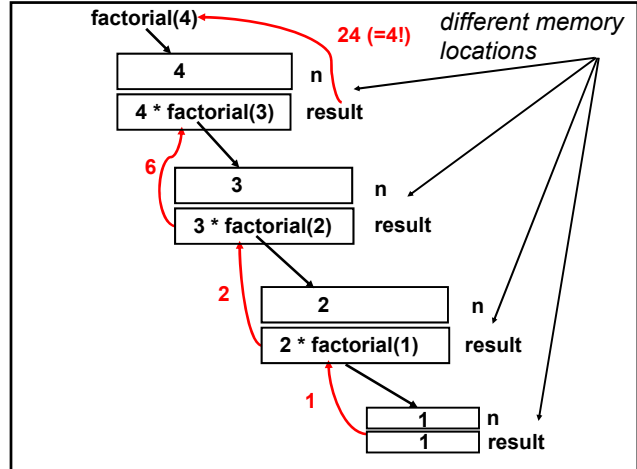 factorial(4)
24 (=4!)
different memory
locations
4
n
4 * factorial(3)
result
6
3
n
3 * factorial(2)
result
2
2
n
2 * factorial(1)
result
1
1
n
1
result